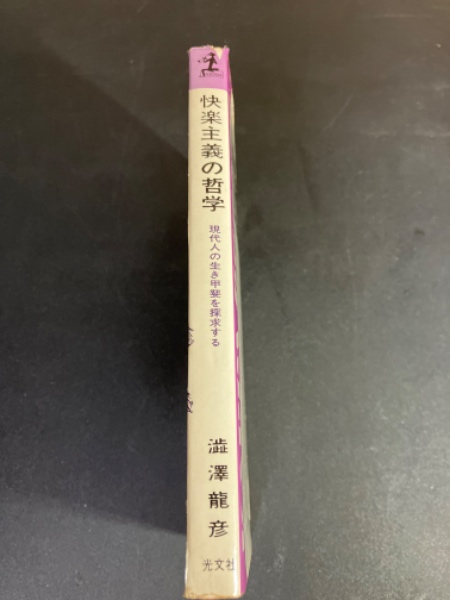 快楽主義の哲学
現代人の生き甲斐を探求する
澁澤龍彦
光文社